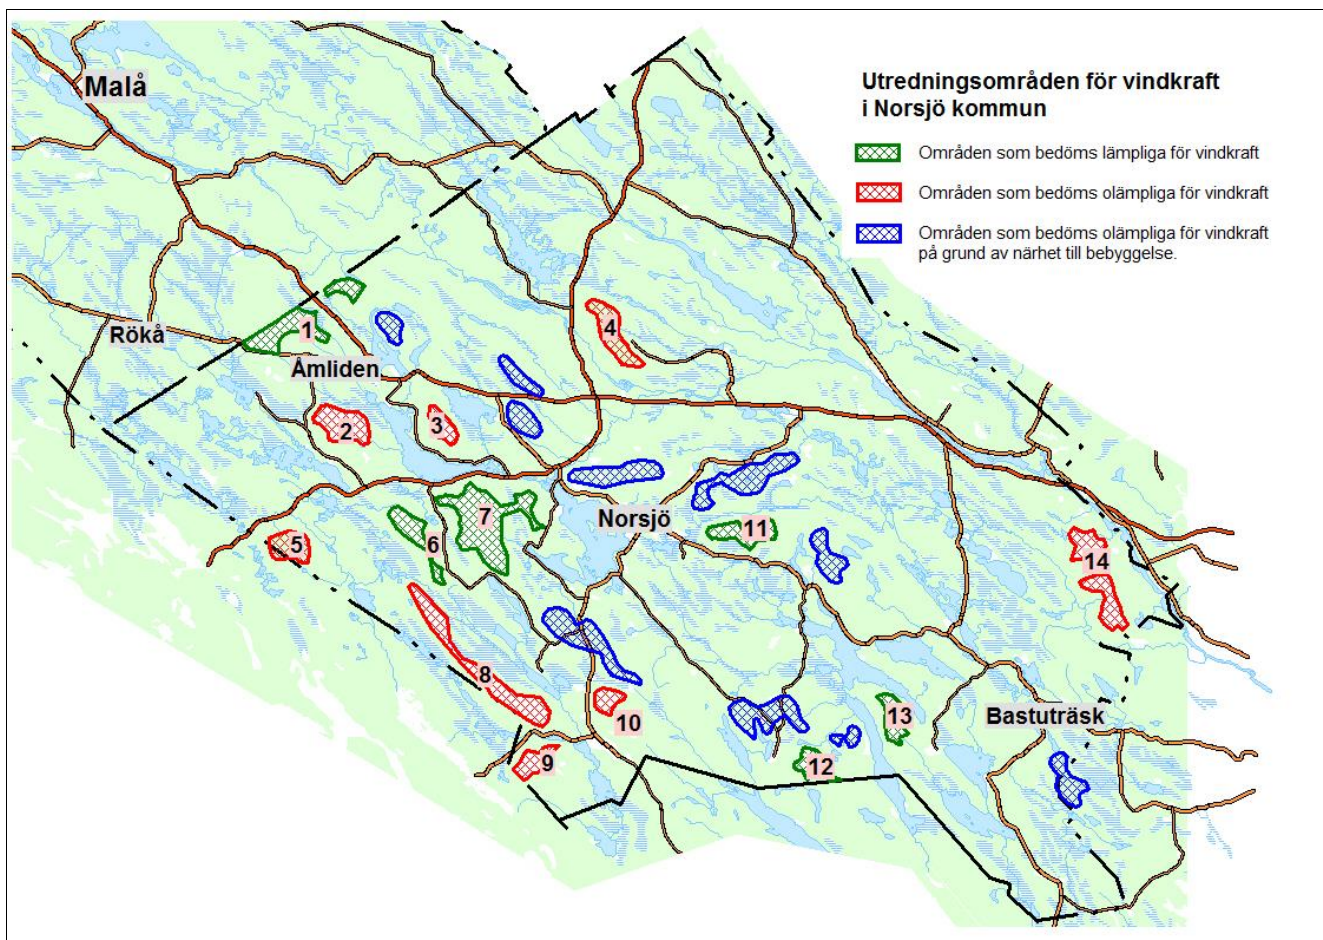 Malå
Utredningsområden för vindkraft
i Norsjö kommun
Områden som bedöms lämpliga för vindkraft
Områden som bedöms olämpliga för vindkraft
Områden som bedöms olämpliga för vindkraft
på grund av närhet till bebyggelse.
Rökå
1
4
Åmliden
2
3
7
Norsjö
11
5
6
14
8
10
13
Bastuträsk
9
12